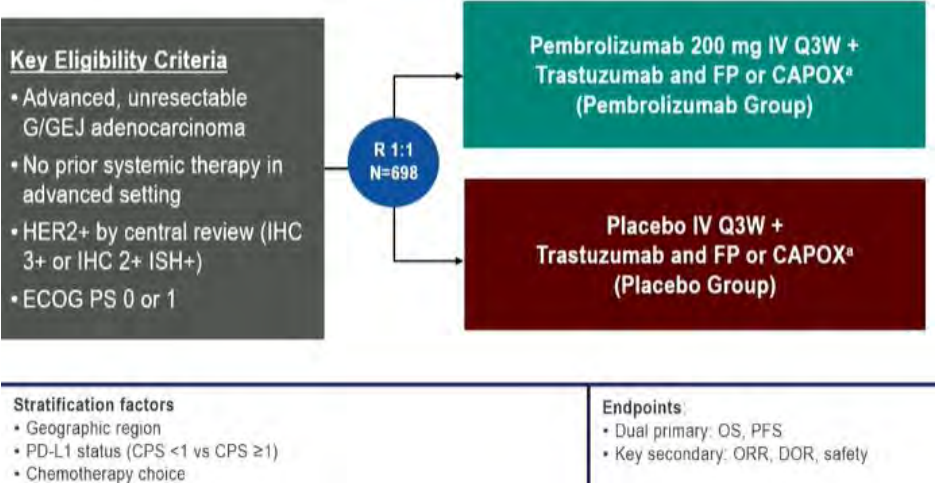 Key Eligibility Criteria
• Advanced, unresectable
G/GEJ adenocarcinoma
• No prior systemic therapy in
advanced setting
• HER2+ by central review (IHC
3+ or IHC 2+ ISH+)
• ECOG PS 0 or 1
R 1:1
N=698
Pembrolizumab 200 mg IV Q3W +
Trastuzumab and FP or CAPOXᵃ
(Pembrolizumab Group)
Placebo IV Q3W +
Trastuzumab and FP or CAPOXᵃ
(Placebo Group)
Stratification factors
• Geographic region
• PD-L1 status (CPS <1 vs CPS ≥1)
• Chemotherapy choice
Endpoints
• Dual primary: OS, PFS
• Key secondary: ORR, DOR, safety